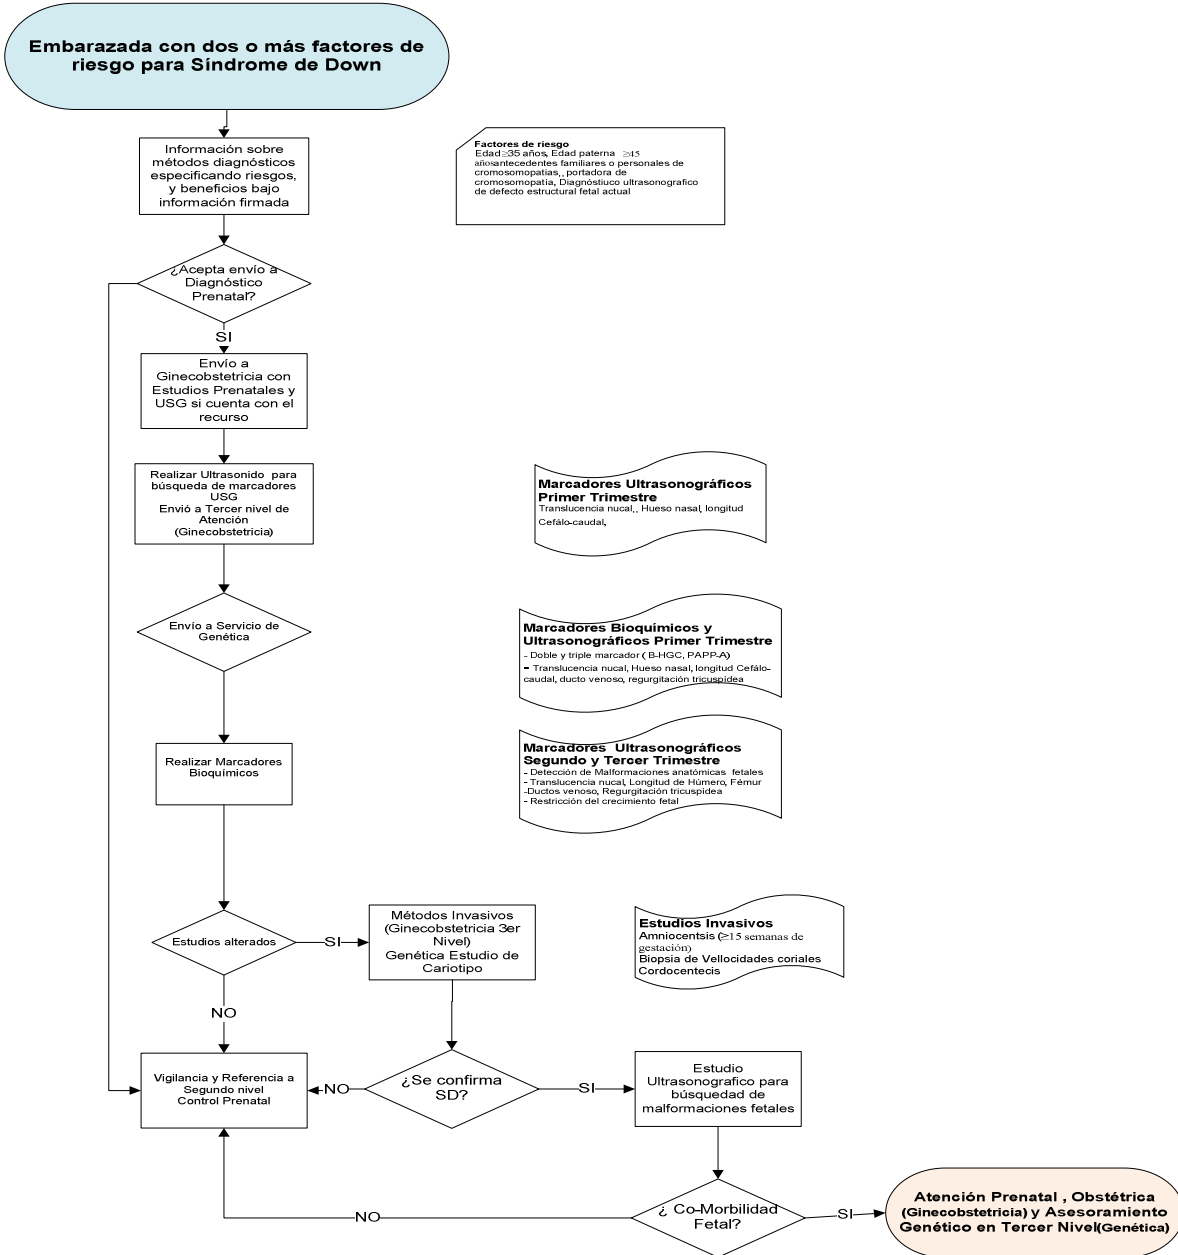 Embarazada con dos o más factores de
riesgo para Síndrome de Down
Información sobre
métodos diagnósticos
especificando riesgos,
y beneficios bajo
información firmada
Factores de riesgo
Edad ≥35 años, Edad paterna ≥45
añosantecedentes familiares o personales de
cromosomopatias,, portadora de
cromosomopatía, Diagnóstiuco ultrasonografico
de defecto estructural fetal actual
¿Acepta envío a
Diagnóstico
Prenatal?
SI
Envío a
Ginecobstetricia con
Estudios Prenatales y
USG si cuenta con el
recurso
Realizar Ultrasonido para
búsqueda de marcadores
USG
Envió a Tercer nivel de
Atención
(Ginecobstetricia)
Marcadores Ultrasonográficos
Primer Trimestre
Translucencia nucal,, Hueso nasal, longitud
Cefálo-caudal,
Envío a Servicio de
Genética
Marcadores Bioquímicos y
Ultrasonográficos Primer Trimestre
- Doble y triple marcador ( B-HGC, PAPP-A)
- Translucencia nucal, Hueso nasal, longitud Cefálo-
caudal, ducto venoso, regurgitación tricuspidea
Realizar Marcadores
Bioquímicos
Marcadores Ultrasonográficos
Segundo y Tercer Trimestre
- Detección de Malformaciones anatómicas fetales
- Translucencia nucal, Longitud de Húmero, Fémur
-Ductos venoso, Regurgitación tricuspidea
- Restricción del crecimiento fetal
Estudios alterados
SI
Métodos Invasivos
(Ginecobstetricia 3er
Nivel)
Genética Estudio de
Cariotipo
Estudios Invasivos
Amniocentsis (≥15 semanas de
gestación)
Biopsia de Vellocidades coriales
Cordocentecis
NO
Vigilancia y Referencia a
Segundo nivel
Control Prenatal
NO
¿Se confirma
SD?
SI
Estudio
Ultrasonografico para
búsquedad de
malformaciones fetales
NO
¿ Co-Morbilidad
Fetal?
SI
Atención Prenatal , Obstétrica
(Ginecobstetricia) y Asesoramiento
Genético en Tercer Nivel(Genética)